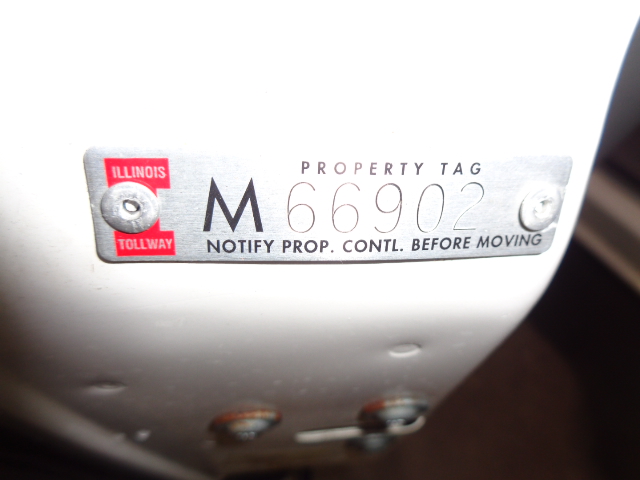 PROPERTY TAG
ILLINOIS
M 66902
TOLLWAY
NOTIFY PROP. CONTL. BEFORE MOVING